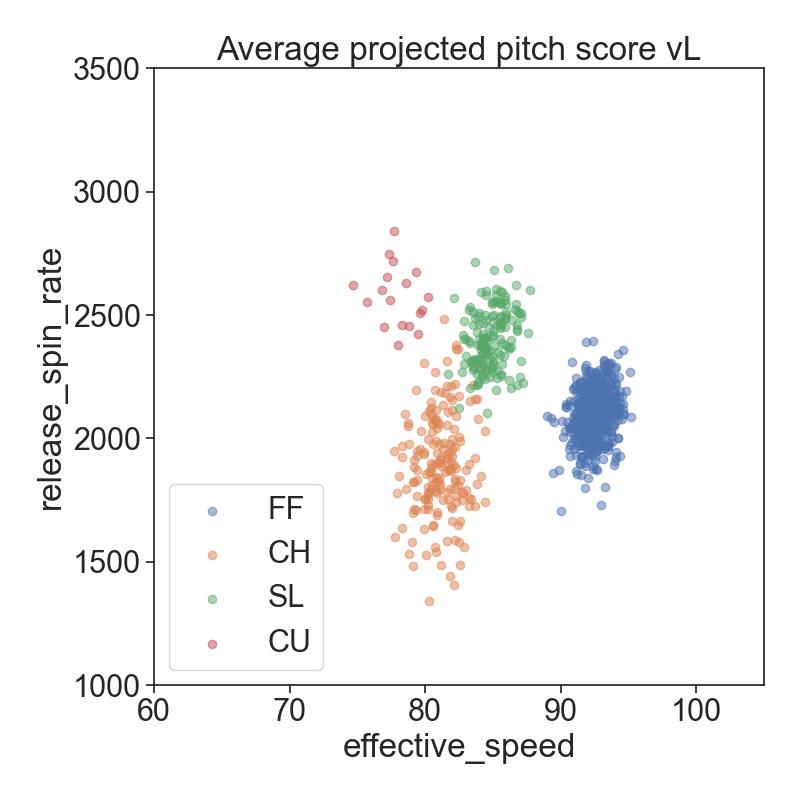 Average projected pitch score vL
3500
3000
2500
2000
1500
1000
release_spin_rate
FF
CH
SL
CU
60 70 80 90 100
effective_speed